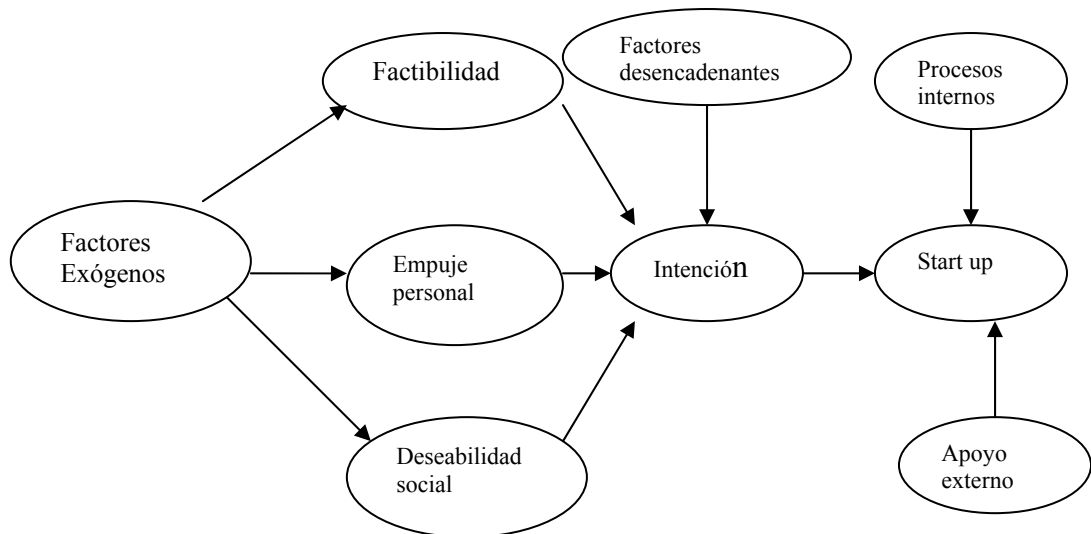 Factibilidad
Factores
desencadenantes
Procesos
internos
Factores
Exógenos
Empuje
personal
Intención
Start up
Deseabilidad
social
Apoyo
externo